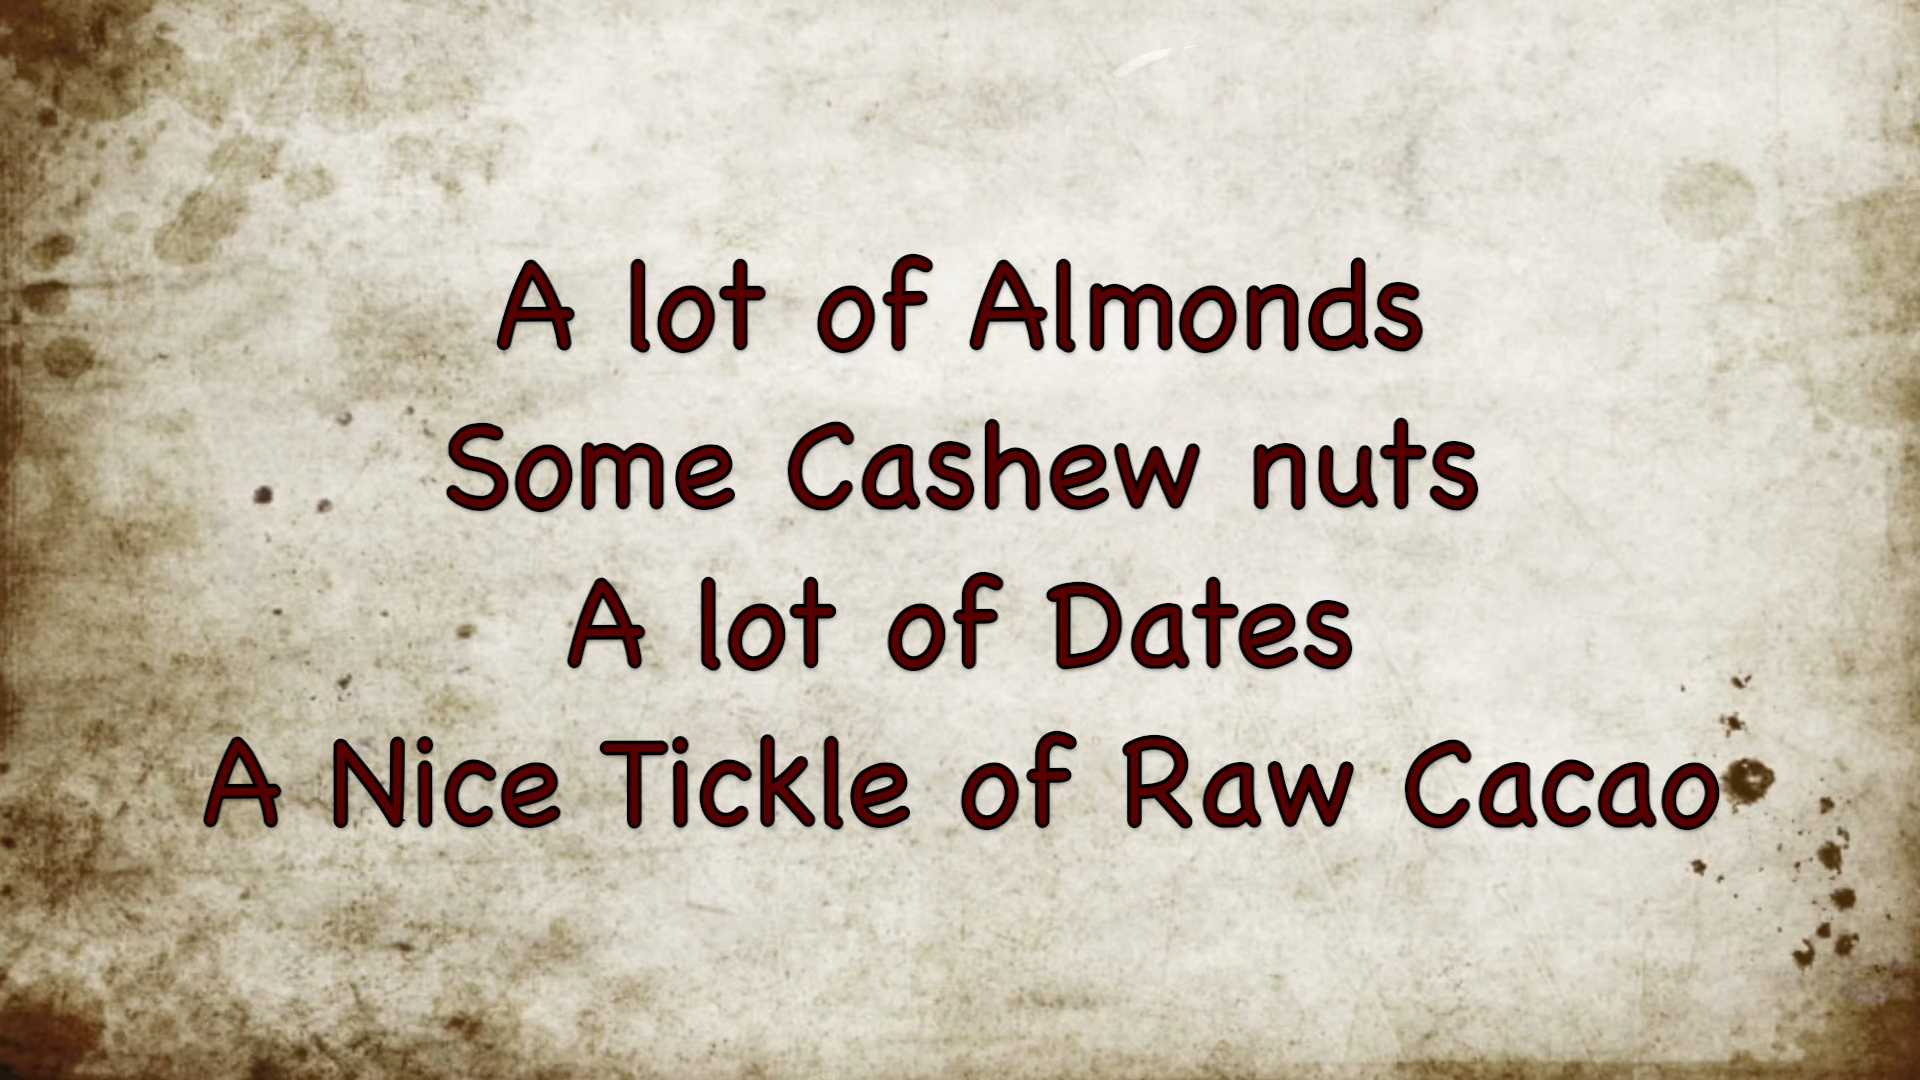 A lot of Almonds
Some Cashew nuts
A lot of Dates
A Nice Tickle of Raw Cacao